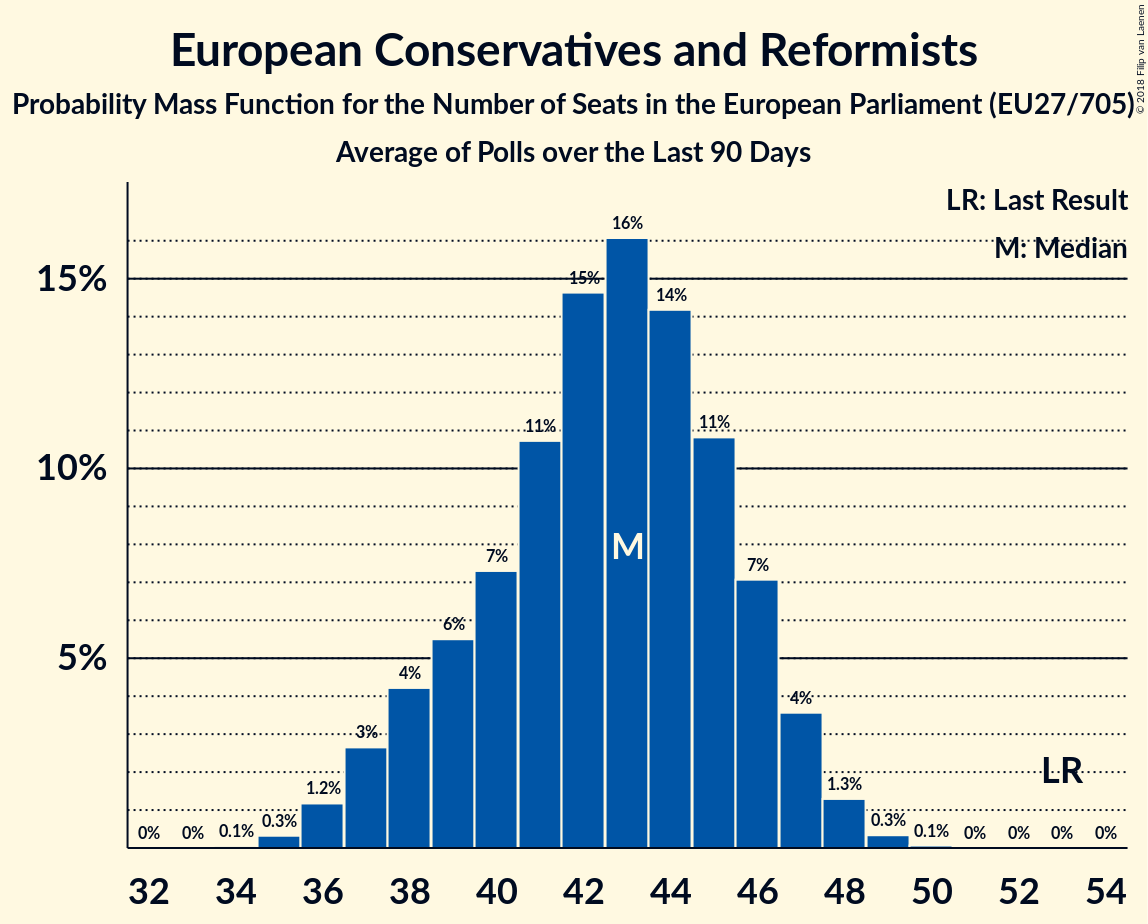 European Conservatives and Reformists
© 2018 Filip van Laenen
Probability Mass Function for the Number of Seats in the European Parliament (EU27/705)
Average of Polls over the Last 90 Days
LR: Last Result
M: Median
15%
10%
5%
0%
0%
0.1%
0.3%
1.2%
3%
4%
6%
7%
11%
15%
16%
14%
11%
7%
4%
1.3%
0.3%
0.1%
0%
0%
0%
0%
M
LR
32 34 36 38 40 42 44 46 48 50 52 54